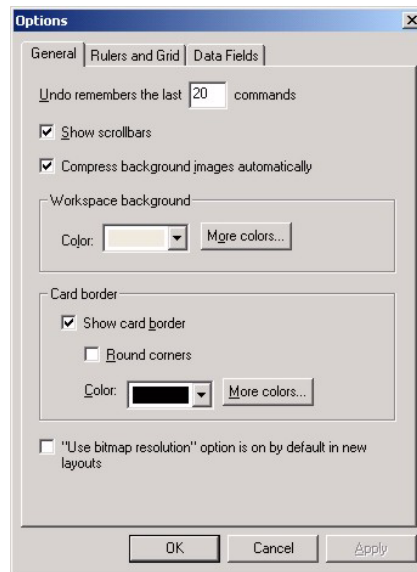 Options
General Rulers and Grid Data Fields
Undo remembers the last 20 commands
Show scrollbars
Compress background images automatically
Workspace background
Color: More colors...
Card border
Show card border
Round corners
Color: More colors...
"Use bitmap resolution" option is on by default in new
layouts
OK Cancel Apply